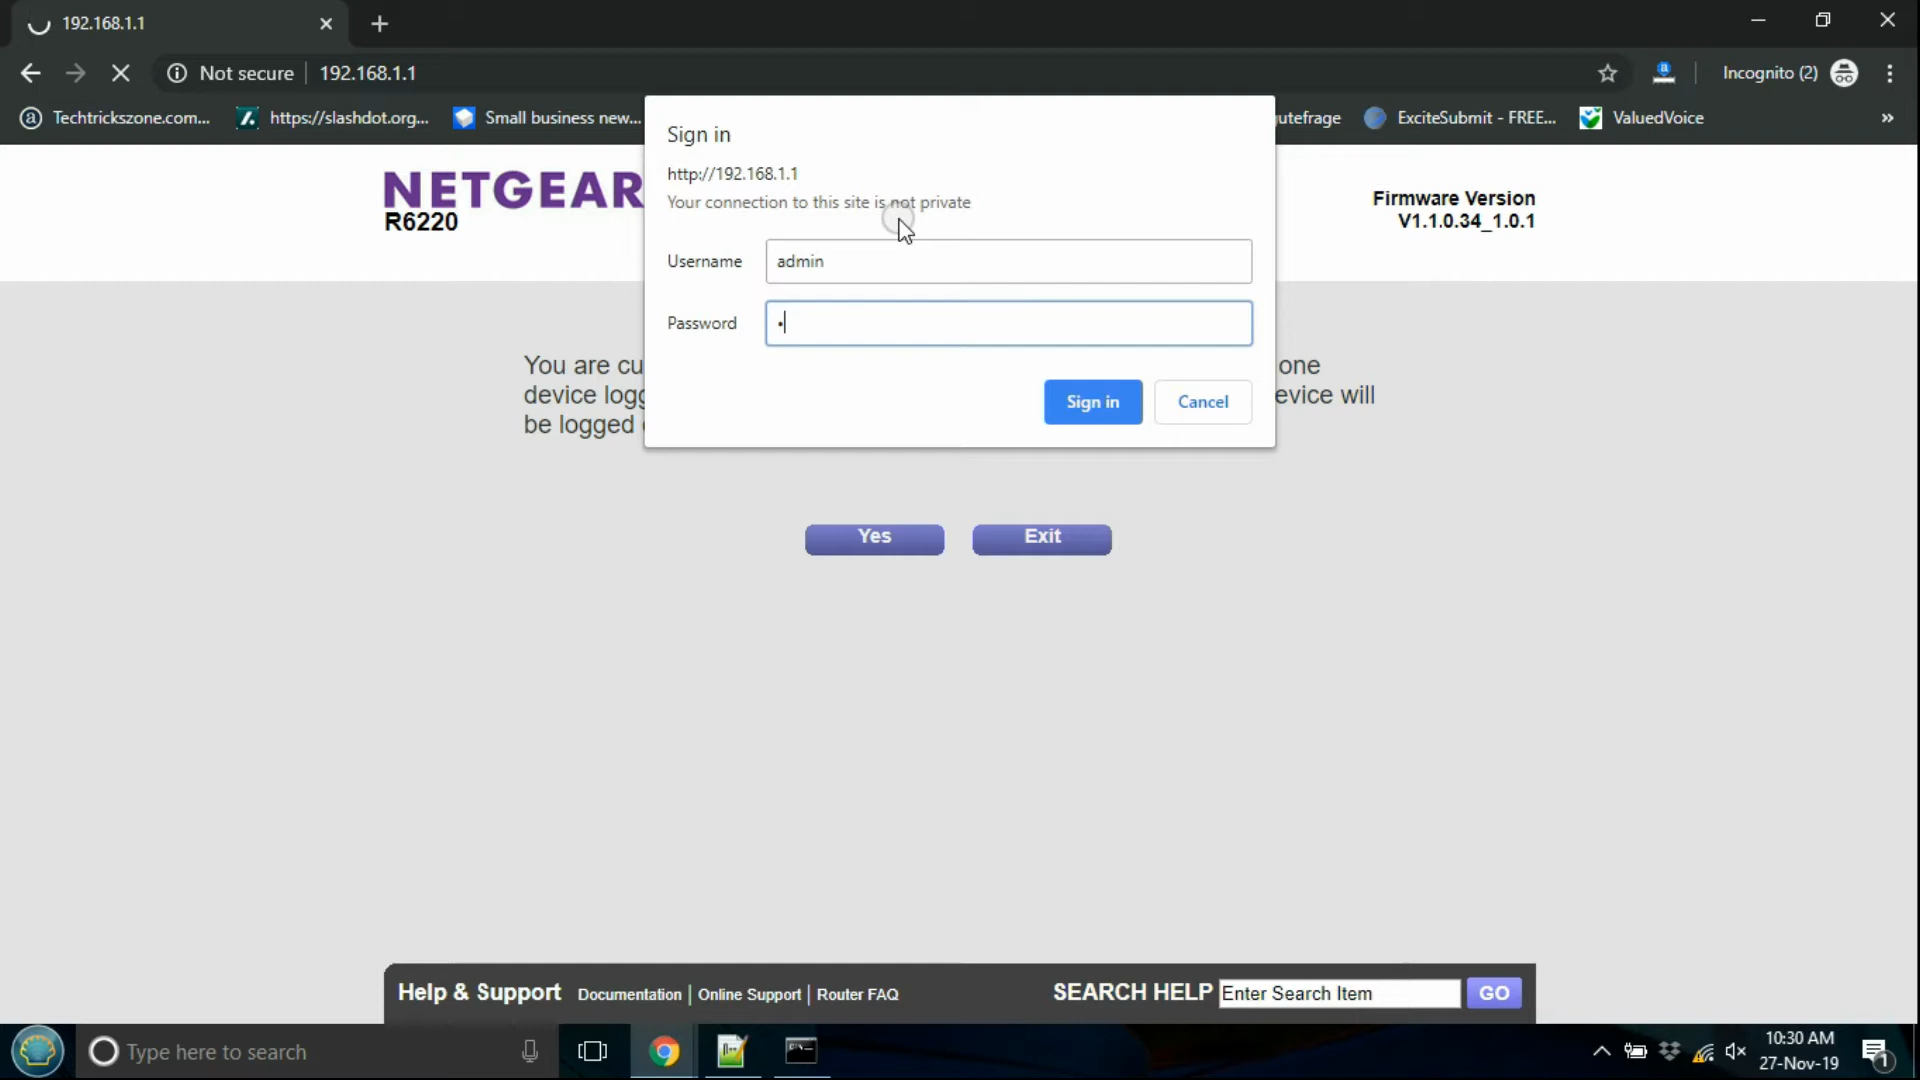 192.168.1.1
Not secure 192.168.1.1 Incognito (2)
Techtrickszone.com... https://slashdot.org... Small business new... utefrage ExciteSubmit - FREE... ValuedVoice »
Sign in
http://192.168.1.1
Your connection to this site is not private
NETGEAR
R6220
Firmware Version
V1.1.0.34_1.0.1
Username admin
Password
You are cu one
device logg evice will
be logged
Sign in Cancel
Yes Exit
Help & Support Documentation | Online Support | Router FAQ SEARCH HELP Enter Search Item GO
Type here to search
10:30 AM
27-Nov-19
1